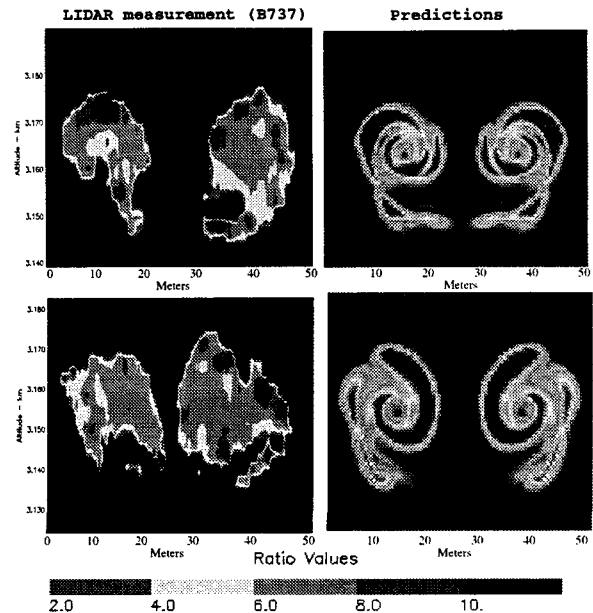 LIDAR measurement (B737) Predictions
3.180
3.170
3.160
3.150
3.140
Altitude - km
0 10 20 30 40 50
Meters
10 20 30 40 50
Meters
3.180
3.170
3.160
3.150
3.140
3.130
Altitude - km
0 10 20 30 40 50
Meters
10 20 30 40 50
Meters
Ratio Values
2.0 4.0 6.0 8.0 10.